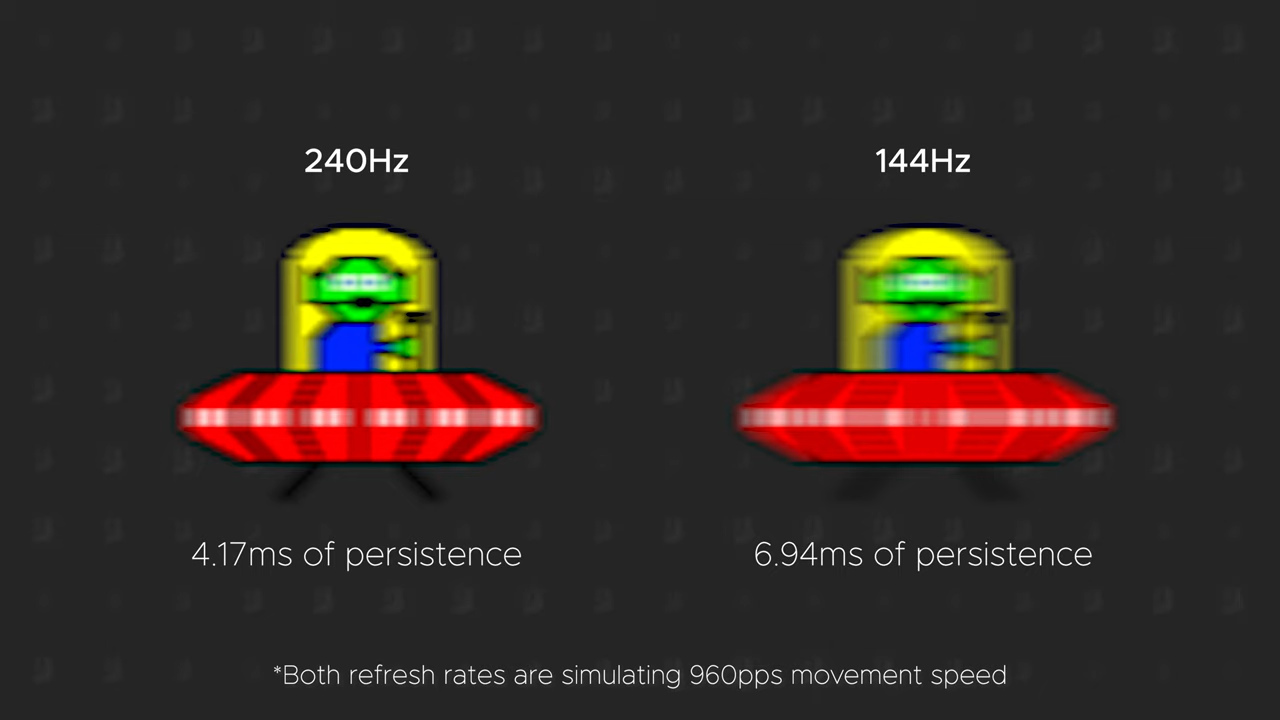 240Hz
144Hz
4.17ms of persistence
6.94ms of persistence
*Both refresh rates are simulating 960pps movement speed